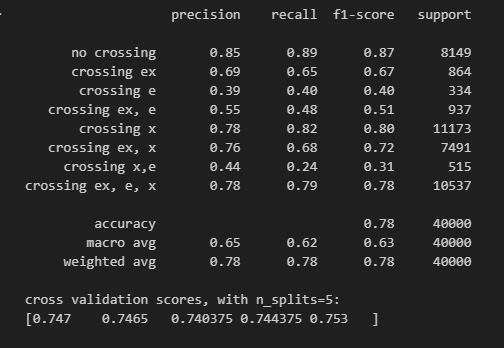 precision recall f1-score support
no crossing 0.85 0.89 0.87 8149
crossing ex 0.69 0.65 0.67 864
crossing e 0.39 0.40 0.40 334
crossing ex, e 0.55 0.48 0.51 937
crossing x 0.78 0.82 0.80 11173
crossing ex, x 0.76 0.68 0.72 7491
crossing x,e 0.44 0.24 0.31 515
crossing ex, e, x 0.78 0.79 0.78 10537
accuracy 0.78 40000
macro avg 0.65 0.62 0.63 40000
weighted avg 0.78 0.78 0.78 40000
cross validation scores, with n_splits=5:
[0.747 0.7465 0.740375 0.744375 0.753 ]